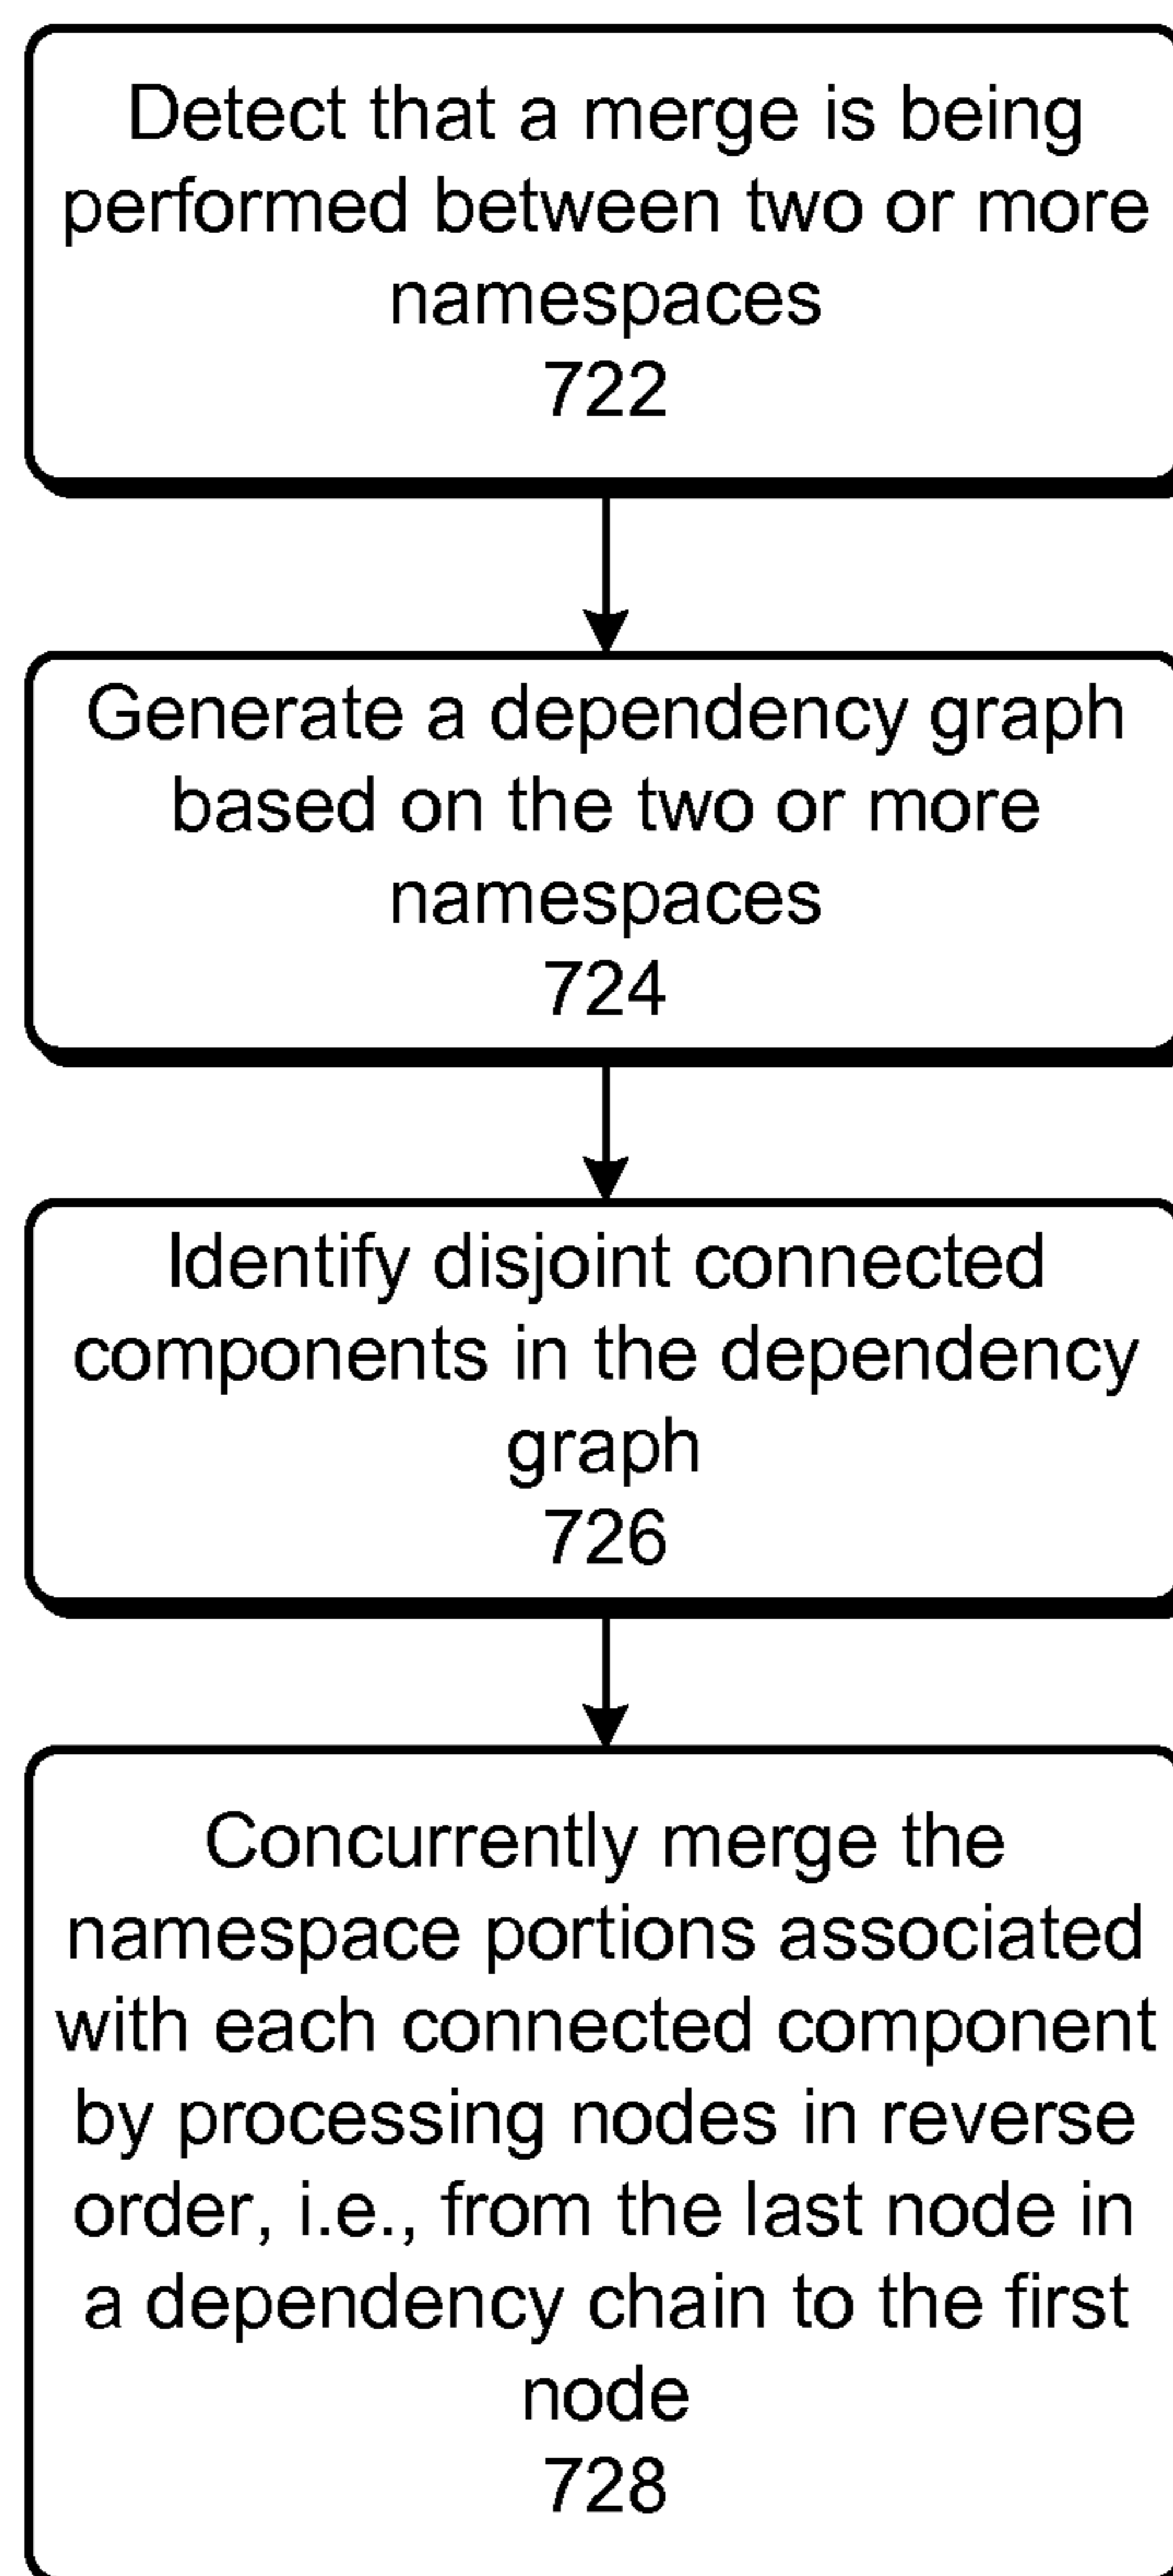 Detect that a merge is being
performed between two or more
namespaces
722
Generate a dependency graph
based on the two or more
namespaces
724
Identify disjoint connected
components in the dependency
graph
726
Concurrently merge the
namespace portions associated
with each connected component
by processing nodes in reverse
order, i.e., from the last node in
a dependency chain to the first
node
728